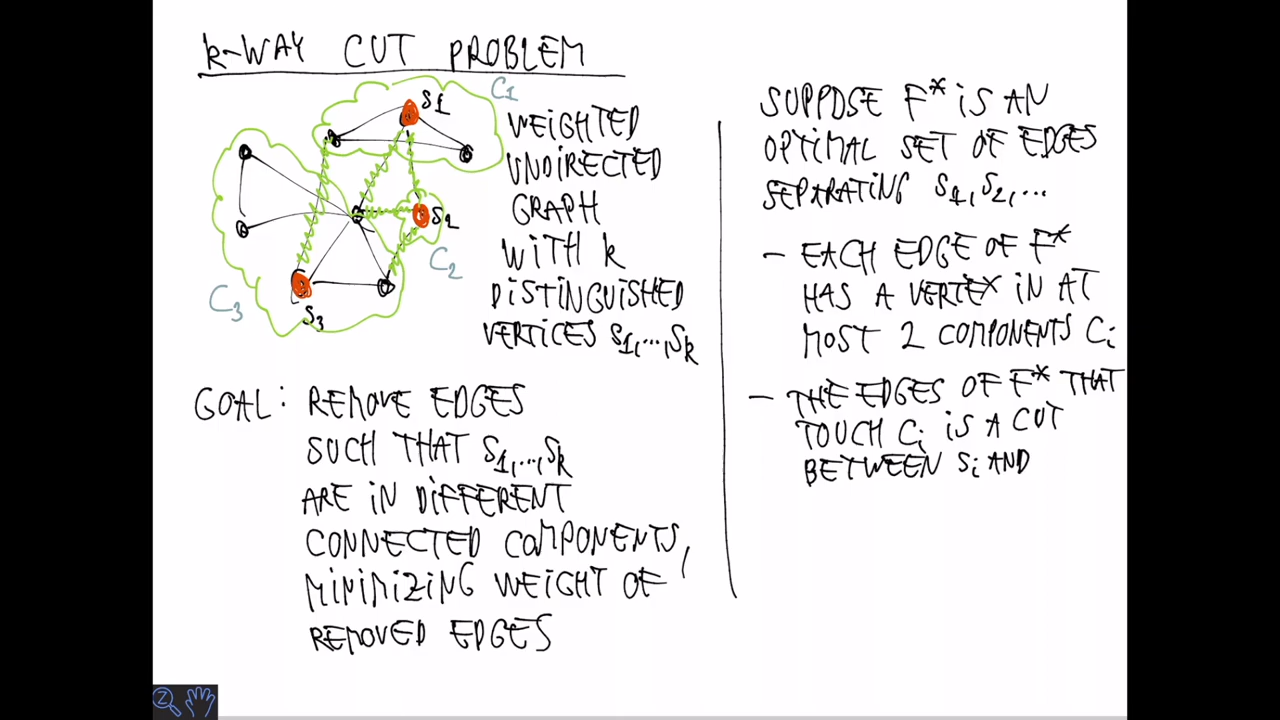 k-WAY CUT PROBLEM
S1
C1
S2
C2
C3
S3
WEIGHTED
UNDIRECTED
GRAPH
WITH k
DISTINGUISHED
VERTICES S1,...,Sk
GOAL: REMOVE EDGES
SUCH THAT S1,...,Sk
ARE IN DIFFERENT
CONNECTED COMPONENTS,
MINIMIZING WEIGHT OF
REMOVED EDGES
SUPPOSE F* IS AN
OPTIMAL SET OF EDGES
SEPARATING S1,S2,...
- EACH EDGE OF F*
HAS A VERTEX IN AT
MOST 2 COMPONENTS Ci
- THE EDGES OF F* THAT
TOUCH Ci IS A CUT
BETWEEN Si AND
Z